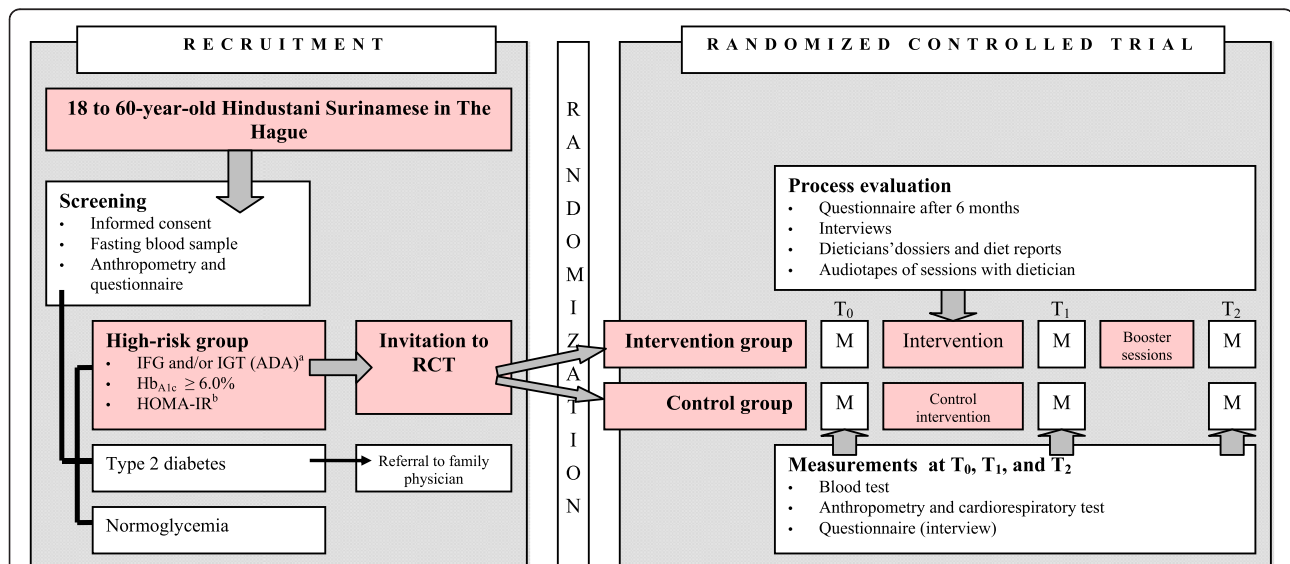 RECRUITMENT
18 to 60-year-old Hindustani Surinamese in The
Hague
Screening
• Informed consent
• Fasting blood sample
• Anthropometry and
questionnaire
High-risk group
• IFG and/or IGT (ADA)ᵃ
• Hb_A1c ≥ 6.0%
• HOMA-IRᵇ
Invitation to
RCT
Type 2 diabetes
Referral to family
physician
Normoglycemia
RANDOMIZATION
RANDOMIZED CONTROLLED TRIAL
Process evaluation
• Questionnaire after 6 months
• Interviews
• Dieticians'dossiers and diet reports
• Audiotapes of sessions with dietician
T₀ T₁ T₂
Intervention group
M
Intervention
M
Booster
sessions
M
Control group
M
Control
intervention
M
M
Measurements at T₀, T₁, and T₂
• Blood test
• Anthropometry and cardiorespiratory test
• Questionnaire (interview)